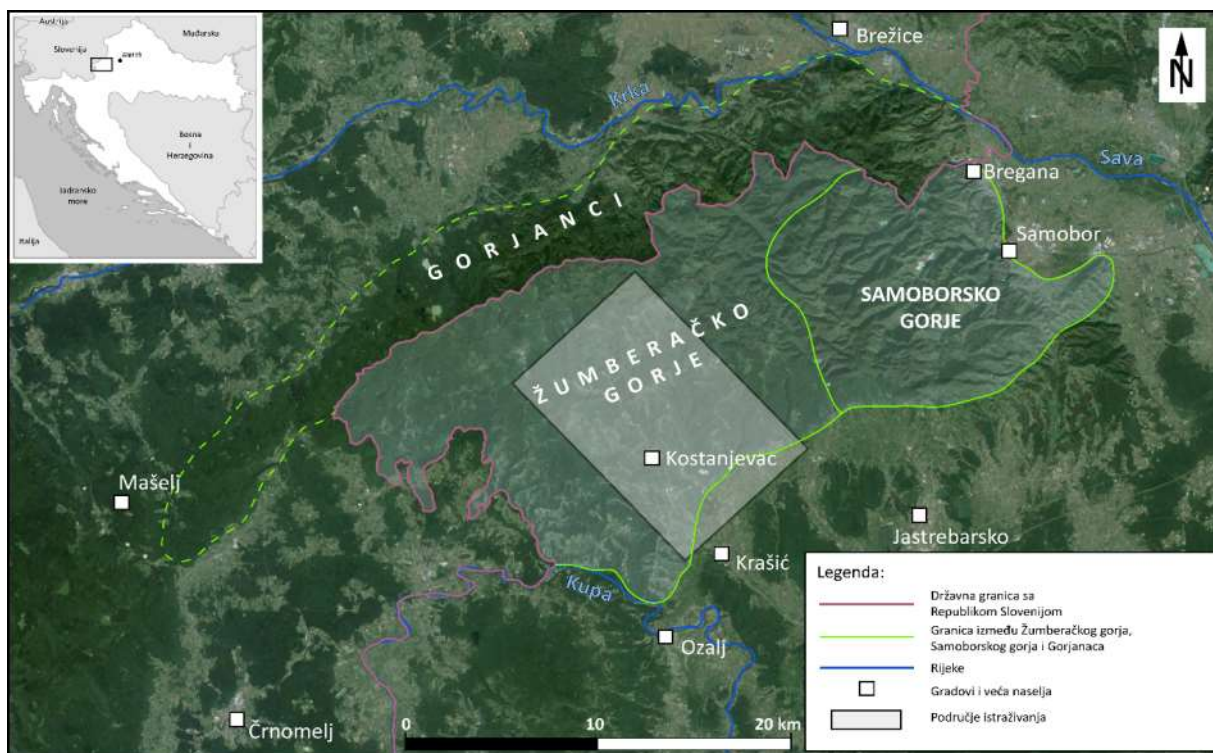 Austrija
Mađarska
Slovenija
ZAGREB
Bosna
i
Herzegovina
Jadransko
more
Italija
Brežice
N
Krka
Sava
Bregana
GORJANCI
Samobor
SAMOBORSKO
GORJE
ŽUMBERAČKO
GORJE
Kostanjevac
Mašelj
Jastrebarsko
Krašić
Kupa
Ozalj
Črnomelj
0 10 20 km
Legenda:
Državna granica sa
Republikom Slovenijom
Granica između Žumberačkog gorja,
Samoborskog gorja i Gorjanaca
Rijeke
Gradovi i veća naselja
Područje istraživanja